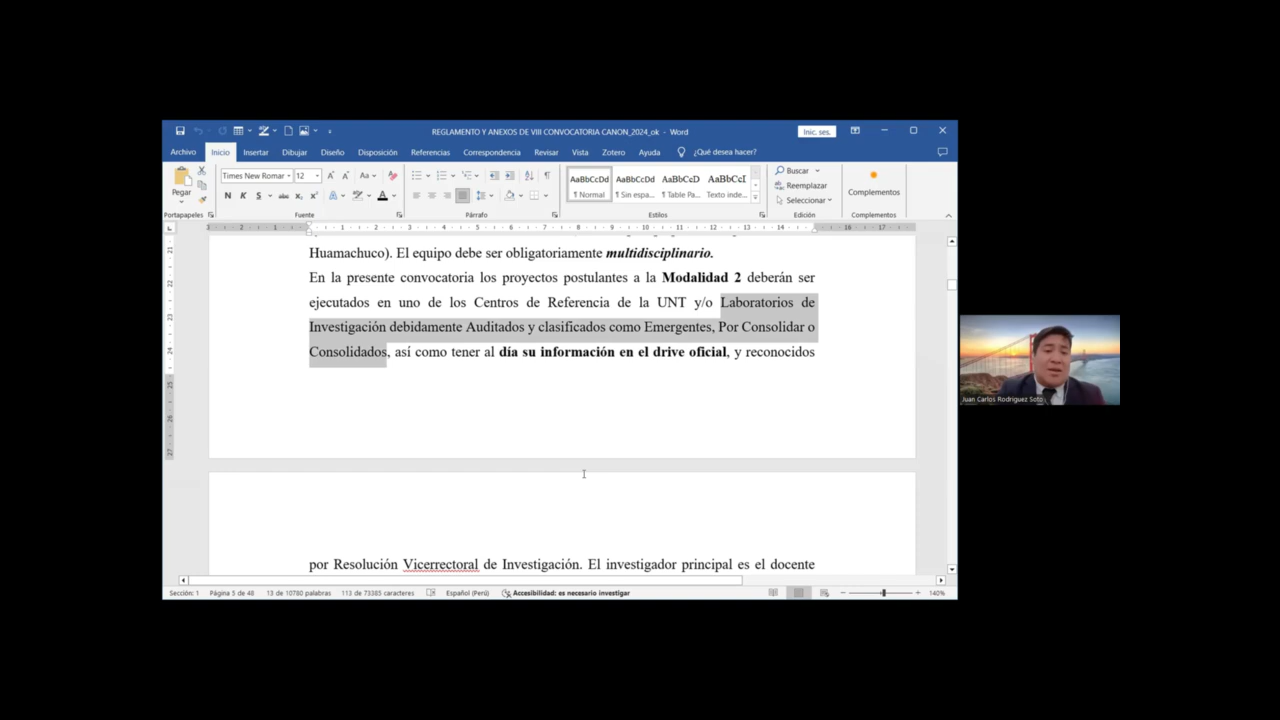 REGLAMENTO Y ANEXOS DE VIII CONVOCATORIA CANON_2024_ok - Word
Inic. ses.
Archivo Inicio Insertar Dibujar Diseño Disposición Referencias Correspondencia Revisar Vista Zotero Ayuda ¿Qué desea hacer?
Pegar
Times New Romar 12
N K S
AaBbCcDd AaBbCcDd AaBbCcD AaBbCcI
¶ Normal ¶ Sin espa... ¶ Table Pa... Texto inde...
Buscar
Reemplazar
Seleccionar
Complementos
Portapapeles Fuente Párrafo Estilos Edición Complementos
Huamachuco). El equipo debe ser obligatoriamente multidisciplinario.
En la presente convocatoria los proyectos postulantes a la Modalidad 2 deberán ser
ejecutados en uno de los Centros de Referencia de la UNT y/o Laboratorios de
Investigación debidamente Auditados y clasificados como Emergentes, Por Consolidar o
Consolidados, así como tener al día su información en el drive oficial, y reconocidos
por Resolución Vicerrectoral de Investigación. El investigador principal es el docente
Sección: 1 Página 5 de 48 13 de 10780 palabras 113 de 73385 caracteres Español (Perú) Accesibilidad: es necesario investigar 140%
Juan Carlos Rodriguez Soto